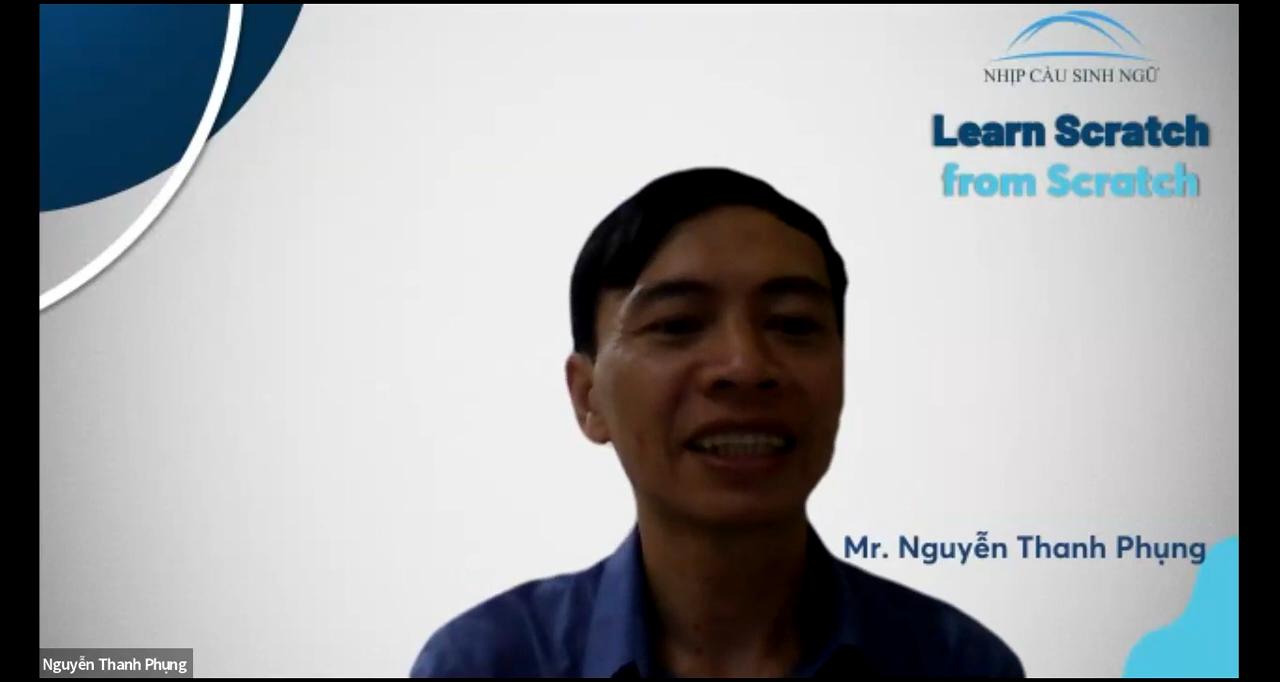 NHỊP CẦU SINH NGỮ
Learn Scratch
from Scratch
Mr. Nguyễn Thanh Phụng
Nguyễn Thanh Phụng